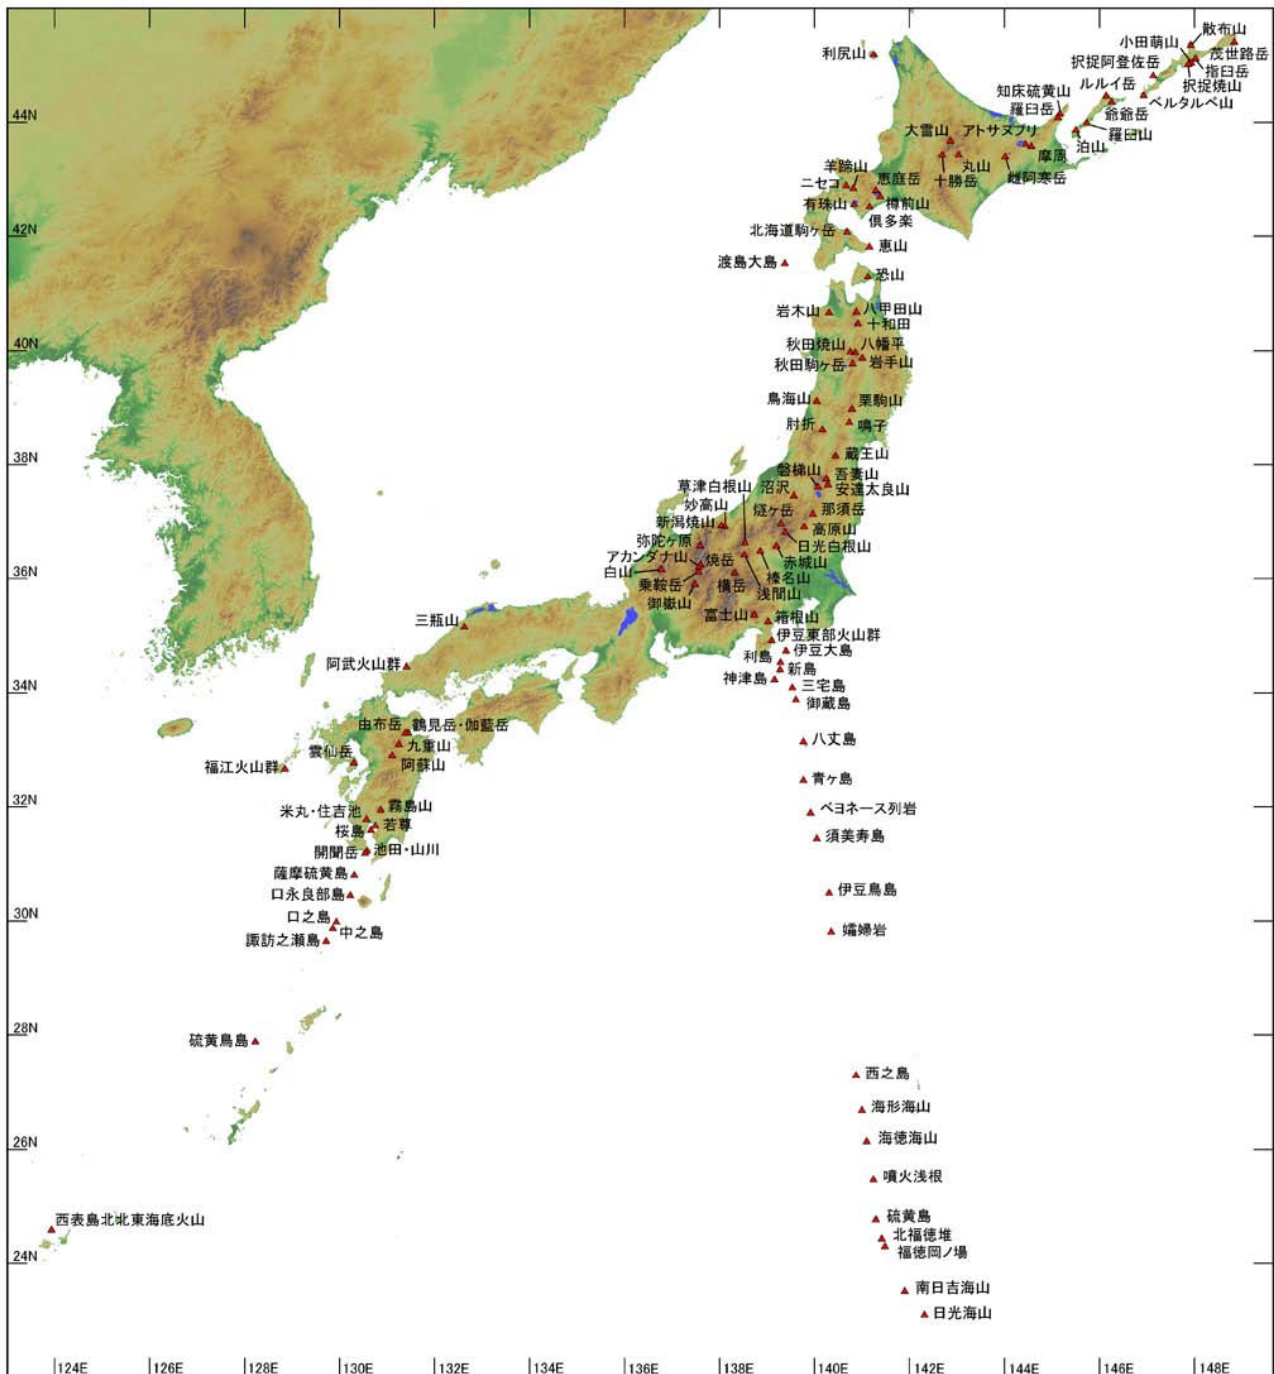 散布山
小田萌山
利尻山
茂世路岳
択捉阿登佐岳
指臼岳
択捉焼山
ルルイ岳
知床硫黄山
ベルタルベ山
羅臼岳
爺爺岳
44N
大雪山
アトサヌプリ
羅臼山
泊山
摩周
羊蹄山
丸山
恵庭岳
十勝岳
雌阿寒岳
ニセコ
有珠山
樽前山
倶多楽
42N
北海道駒ヶ岳
恵山
渡島大島
恐山
岩木山
八甲田山
十和田
40N
秋田焼山
八幡平
秋田駒ヶ岳
岩手山
鳥海山
栗駒山
肘折
鳴子
38N
蔵王山
磐梯山
吾妻山
草津白根山
沼沢
安達太良山
妙高山
燧ヶ岳
那須岳
新潟焼山
高原山
弥陀ヶ原
日光白根山
アカンダナ山
焼岳
赤城山
白山
36N
乗鞍岳
横岳
榛名山
浅間山
御嶽山
三瓶山
富士山
箱根山
伊豆東部火山群
伊豆大島
利島
阿武火山群
新島
神津島
34N
三宅島
御蔵島
由布岳
鶴見岳・伽藍岳
八丈島
雲仙岳
九重山
福江火山群
阿蘇山
青ヶ島
32N
米丸・住吉池
霧島山
ベヨネース列岩
桜島
若尊
須美寿島
開聞岳
池田・山川
薩摩硫黄島
口永良部島
伊豆鳥島
30N
口之島
中之島
孀婦岩
諏訪之瀬島
28N
硫黄鳥島
西之島
海形海山
26N
海徳海山
噴火浅根
西表島北北東海底火山
硫黄島
北福徳堆
24N
福徳岡ノ場
南日吉海山
日光海山
124E
126E
128E
130E
132E
134E
136E
138E
140E
142E
144E
146E
148E